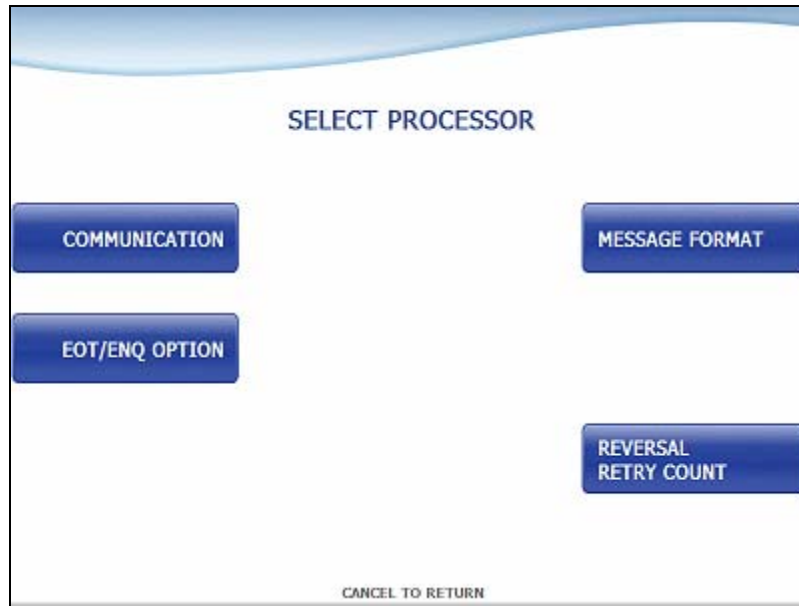 SELECT PROCESSOR
COMMUNICATION
MESSAGE FORMAT
EOT/ENQ OPTION
REVERSAL
RETRY COUNT
CANCEL TO RETURN